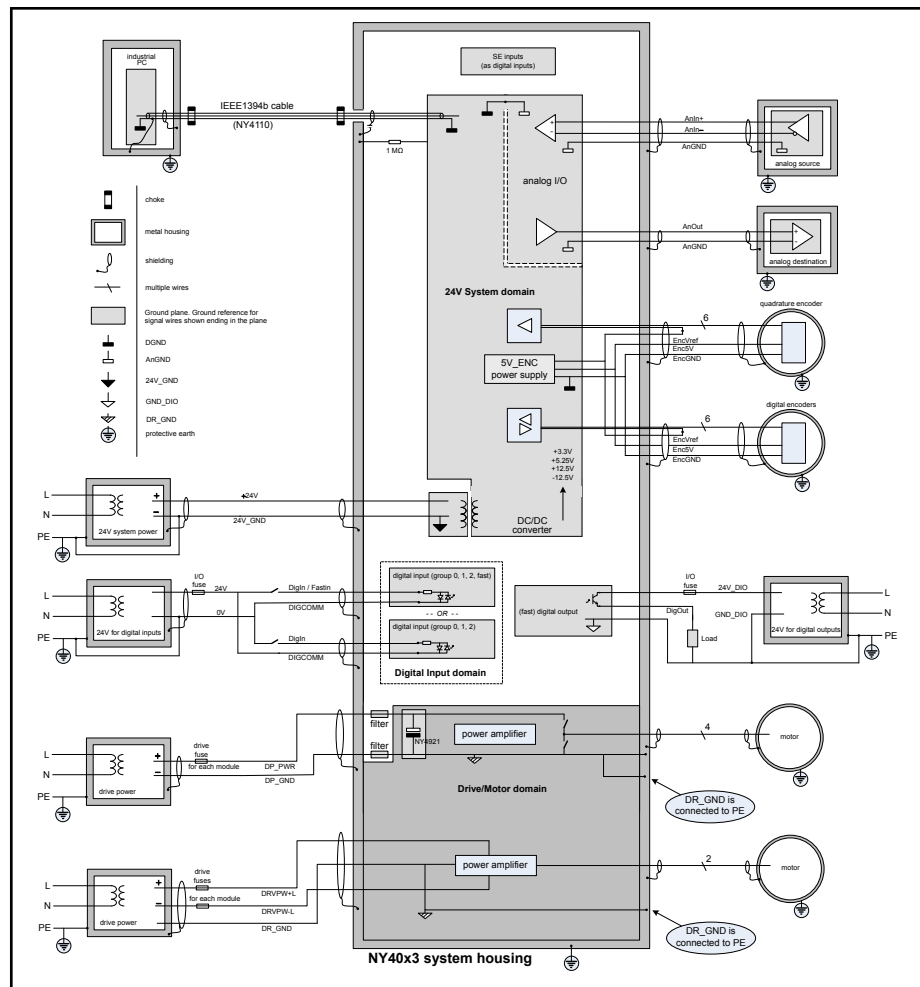 industrial
PC
IEEE1394b cable
(NY4110)
SE inputs
(as digital inputs)
1 MΩ
analog I/O
AnIn+
AnIn−
AnGND
analog source
AnOut
AnGND
analog destination
choke
metal housing
shielding
multiple wires
Ground plane. Ground reference for
signal wires shown ending in the plane
DGND
AnGND
24V_GND
GND_DIO
DR_GND
protective earth
24V System domain
quadrature encoder
6
EncVref
Enc5V
EncGND
5V_ENC
power supply
digital encoders
6
EncVref
Enc5V
EncGND
+3.3V
+5.25V
+12.5V
-12.5V
DC/DC
converter
L
N
PE
24V system power
+24V
24V_GND
L
N
PE
24V for digital inputs
I/O
fuse
24V
0V
DigIn / Fastin
DIGCOMM
DigIn
DIGCOMM
digital input (group 0, 1, 2, fast)
-- OR --
digital input (group 0, 1, 2)
Digital Input domain
(fast) digital output
I/O
fuse
24V_DIO
GND_DIO
DigOut
Load
24V for digital outputs
L
N
PE
L
N
PE
drive power
drive
fuse
for each module
DP_PWR
DP_GND
filter
filter
NY4921
power amplifier
4
motor
Drive/Motor domain
DR_GND is
connected to PE
L
N
PE
drive power
drive
fuses
for each module
DRVPW+L
DRVPW-L
DR_GND
power amplifier
2
motor
DR_GND is
connected to PE
NY40x3 system housing